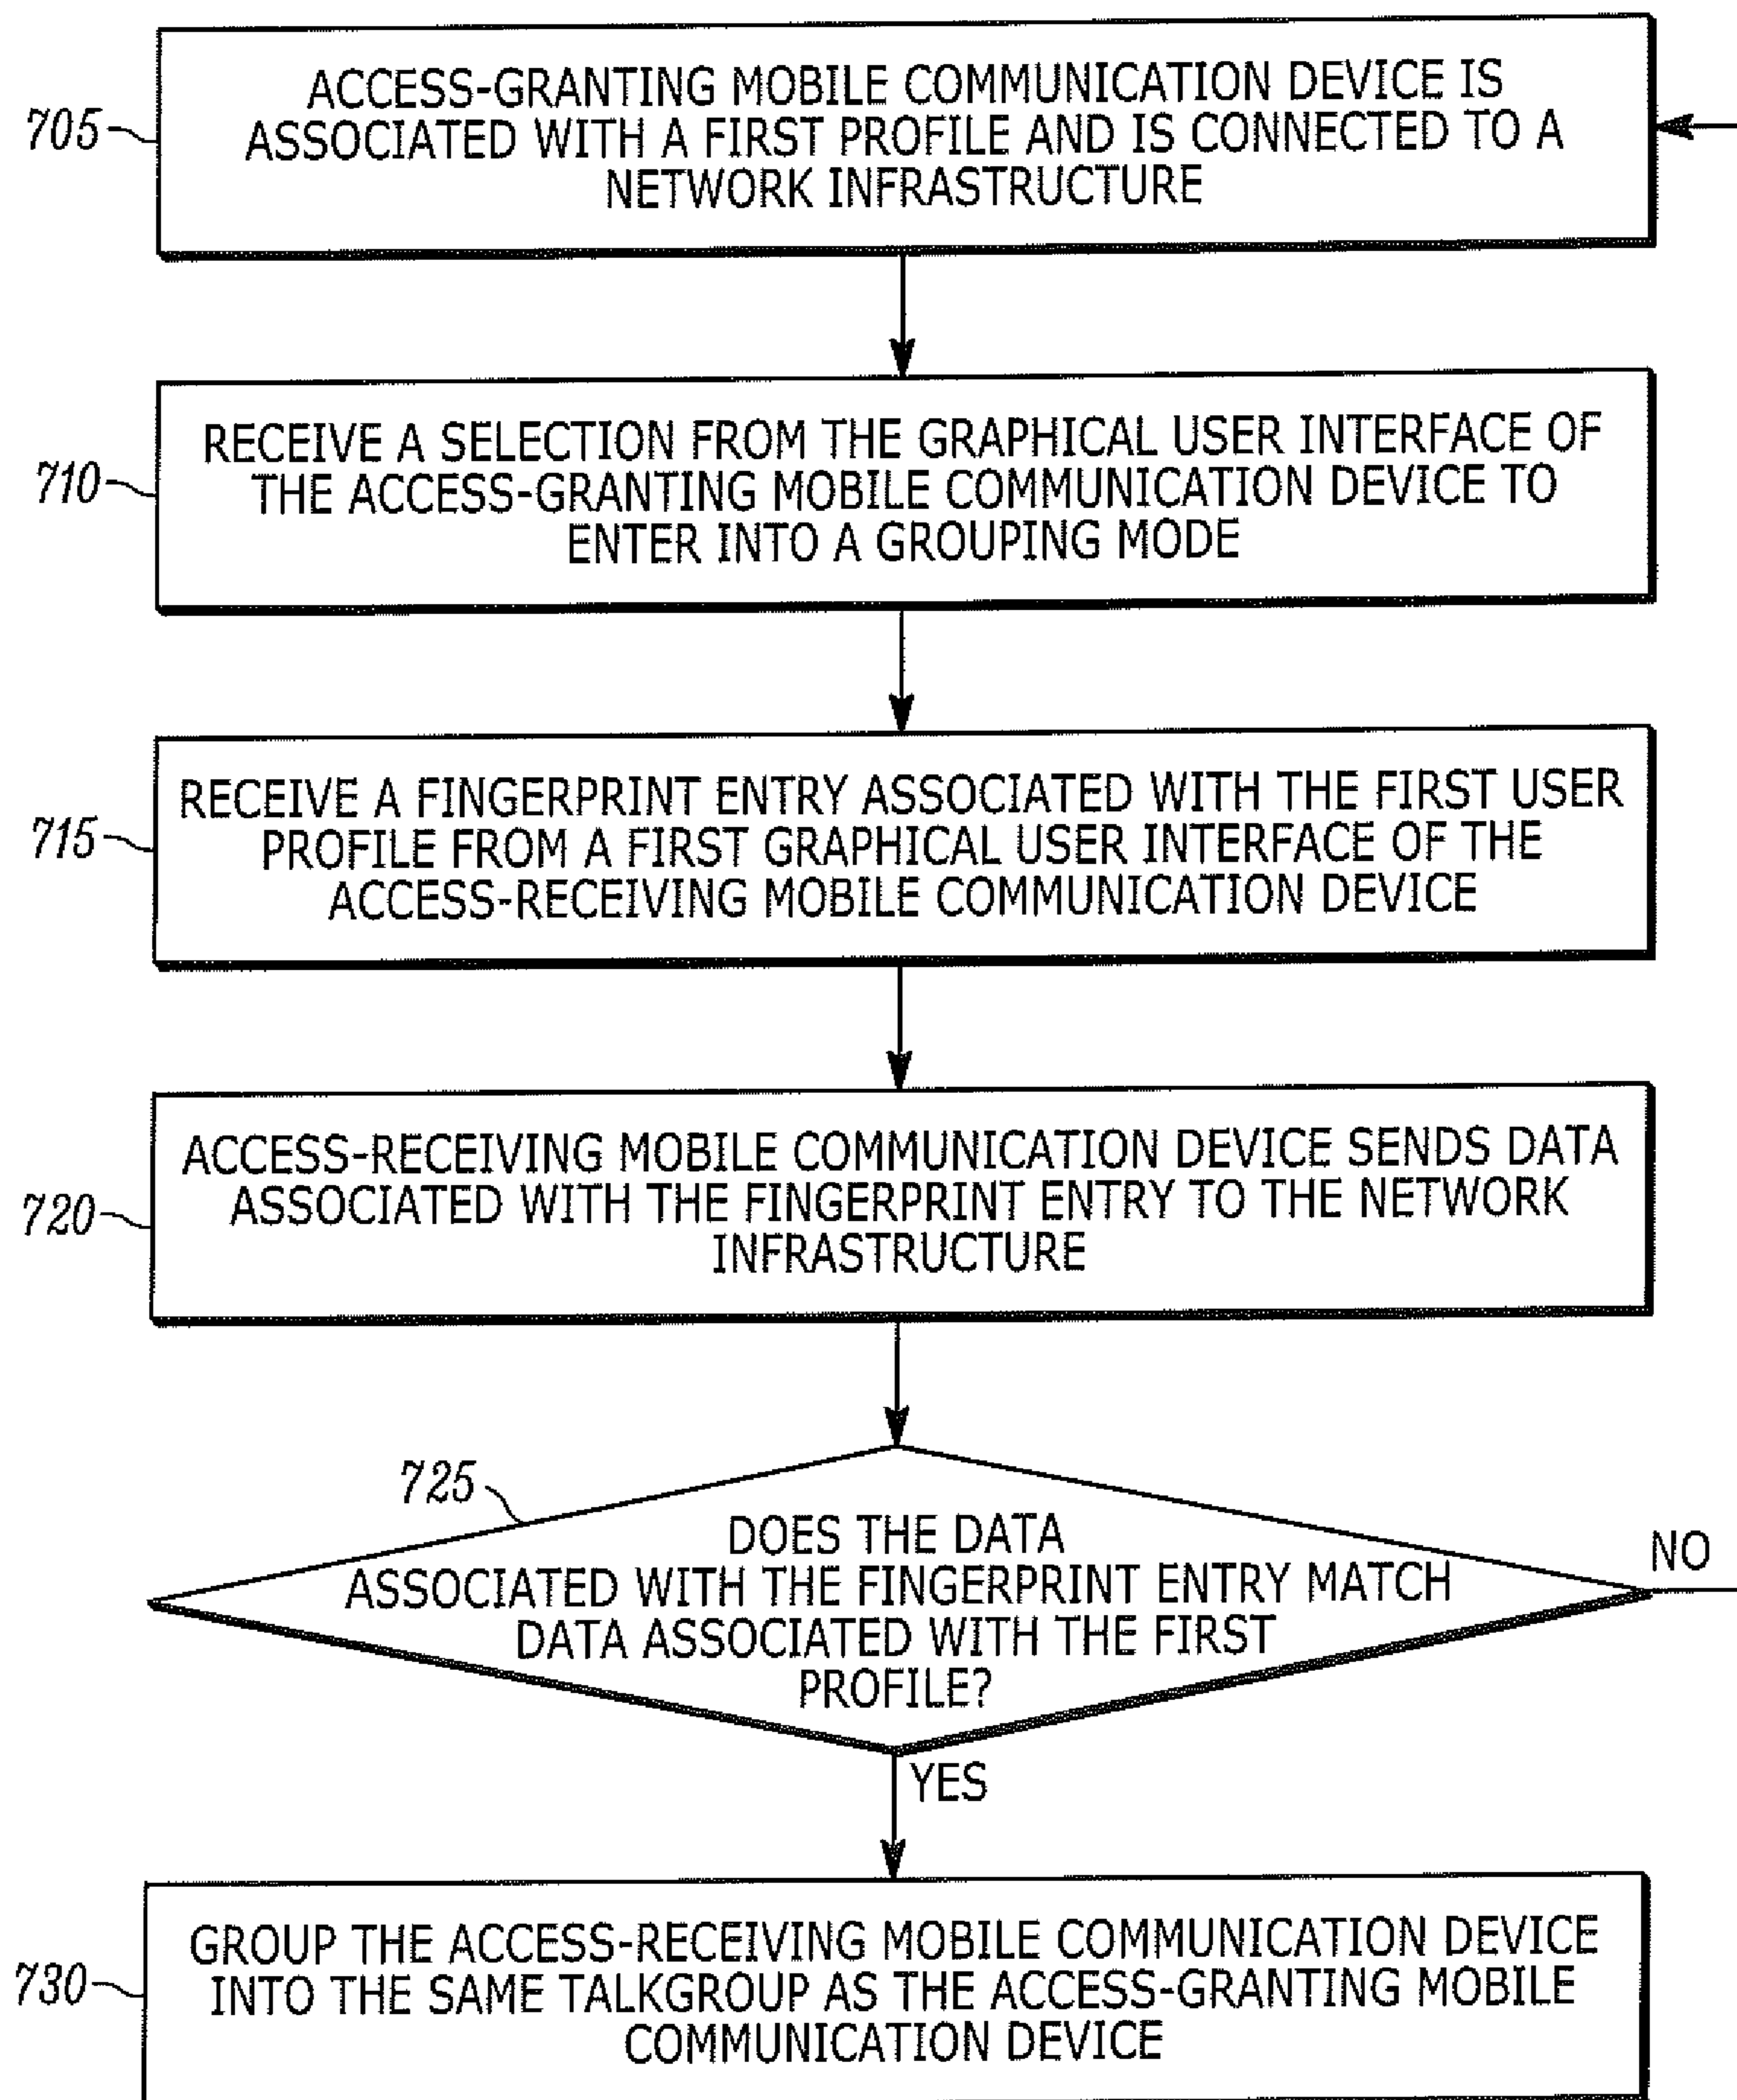 705
ACCESS-GRANTING MOBILE COMMUNICATION DEVICE IS
ASSOCIATED WITH A FIRST PROFILE AND IS CONNECTED TO A
NETWORK INFRASTRUCTURE
710
RECEIVE A SELECTION FROM THE GRAPHICAL USER INTERFACE OF
THE ACCESS-GRANTING MOBILE COMMUNICATION DEVICE TO
ENTER INTO A GROUPING MODE
715
RECEIVE A FINGERPRINT ENTRY ASSOCIATED WITH THE FIRST USER
PROFILE FROM A FIRST GRAPHICAL USER INTERFACE OF THE
ACCESS-RECEIVING MOBILE COMMUNICATION DEVICE
720
ACCESS-RECEIVING MOBILE COMMUNICATION DEVICE SENDS DATA
ASSOCIATED WITH THE FINGERPRINT ENTRY TO THE NETWORK
INFRASTRUCTURE
725
DOES THE DATA
ASSOCIATED WITH THE FINGERPRINT ENTRY MATCH
DATA ASSOCIATED WITH THE FIRST
PROFILE?
NO
YES
730
GROUP THE ACCESS-RECEIVING MOBILE COMMUNICATION DEVICE
INTO THE SAME TALKGROUP AS THE ACCESS-GRANTING MOBILE
COMMUNICATION DEVICE